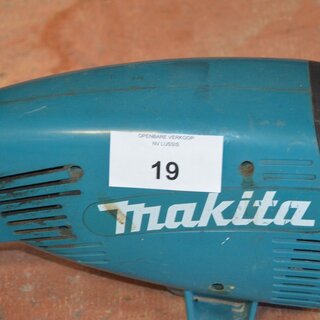 OPENBARE VERKOOP
NV LUSSIS
19
makita